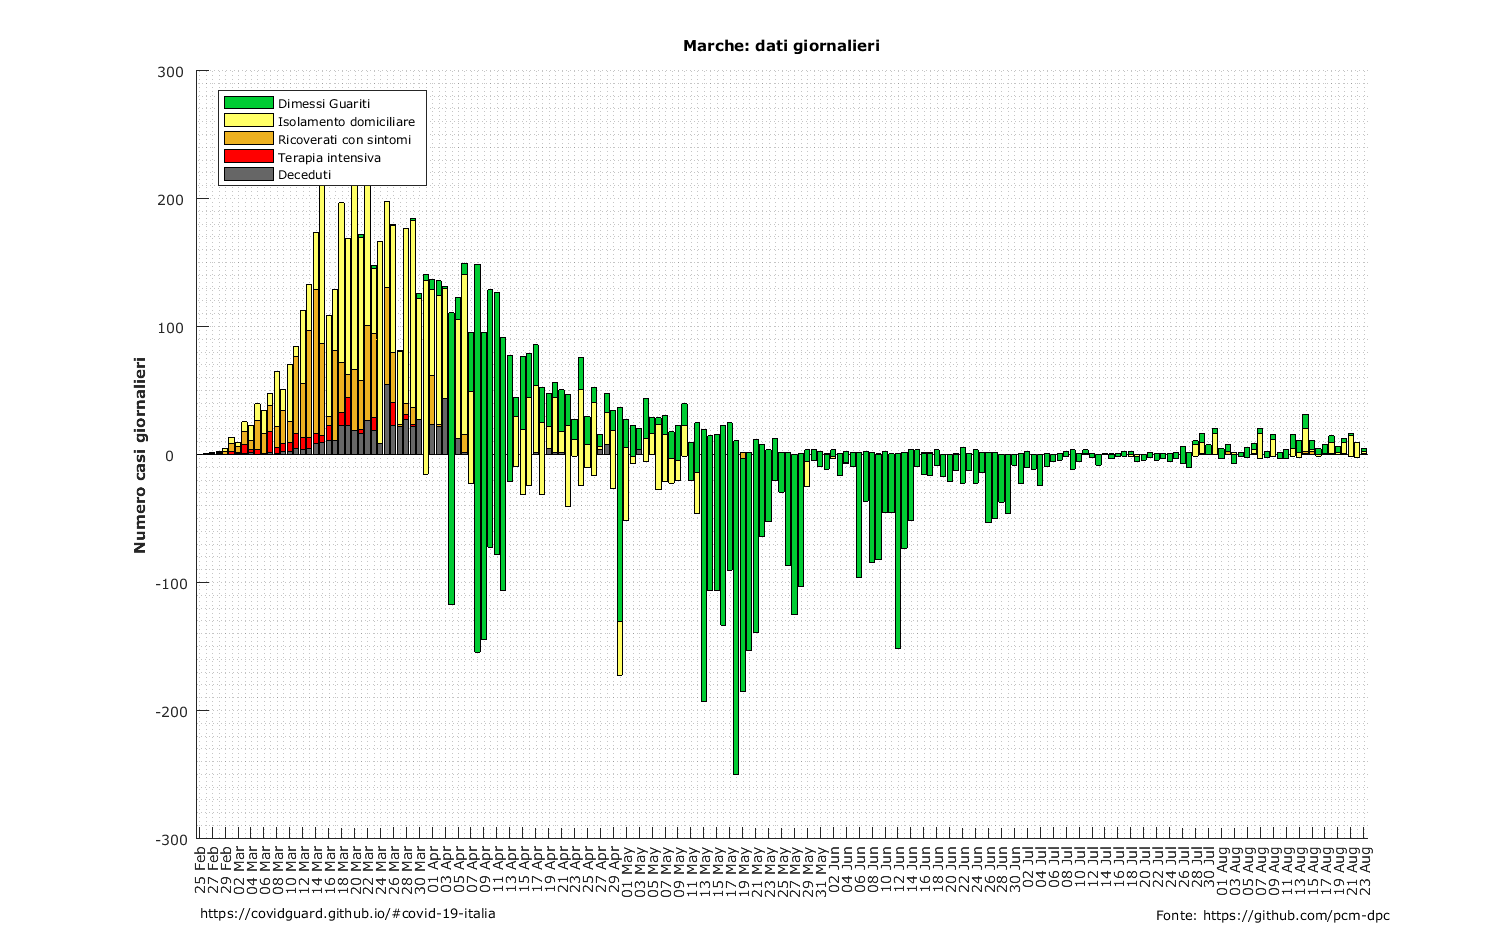 Marche: dati giornalieri
300
200
100
0
-100
-200
-300
Numero casi giornalieri
Dimessi Guariti
Isolamento domiciliare
Ricoverati con sintomi
Terapia intensiva
Deceduti
25 Feb
27 Feb
29 Feb
02 Mar
04 Mar
06 Mar
08 Mar
10 Mar
12 Mar
14 Mar
16 Mar
18 Mar
20 Mar
22 Mar
24 Mar
26 Mar
28 Mar
30 Mar
01 Apr
03 Apr
05 Apr
07 Apr
09 Apr
11 Apr
13 Apr
15 Apr
17 Apr
19 Apr
21 Apr
23 Apr
25 Apr
27 Apr
29 Apr
01 May
03 May
05 May
07 May
09 May
11 May
13 May
15 May
17 May
19 May
21 May
23 May
25 May
27 May
29 May
31 May
02 Jun
04 Jun
06 Jun
08 Jun
10 Jun
12 Jun
14 Jun
16 Jun
18 Jun
20 Jun
22 Jun
24 Jun
26 Jun
28 Jun
30 Jun
02 Jul
04 Jul
06 Jul
08 Jul
10 Jul
12 Jul
14 Jul
16 Jul
18 Jul
20 Jul
22 Jul
24 Jul
26 Jul
28 Jul
30 Jul
01 Aug
03 Aug
05 Aug
07 Aug
09 Aug
11 Aug
13 Aug
15 Aug
17 Aug
19 Aug
21 Aug
23 Aug
https://covidguard.github.io/#covid-19-italia
Fonte: https://github.com/pcm-dpc